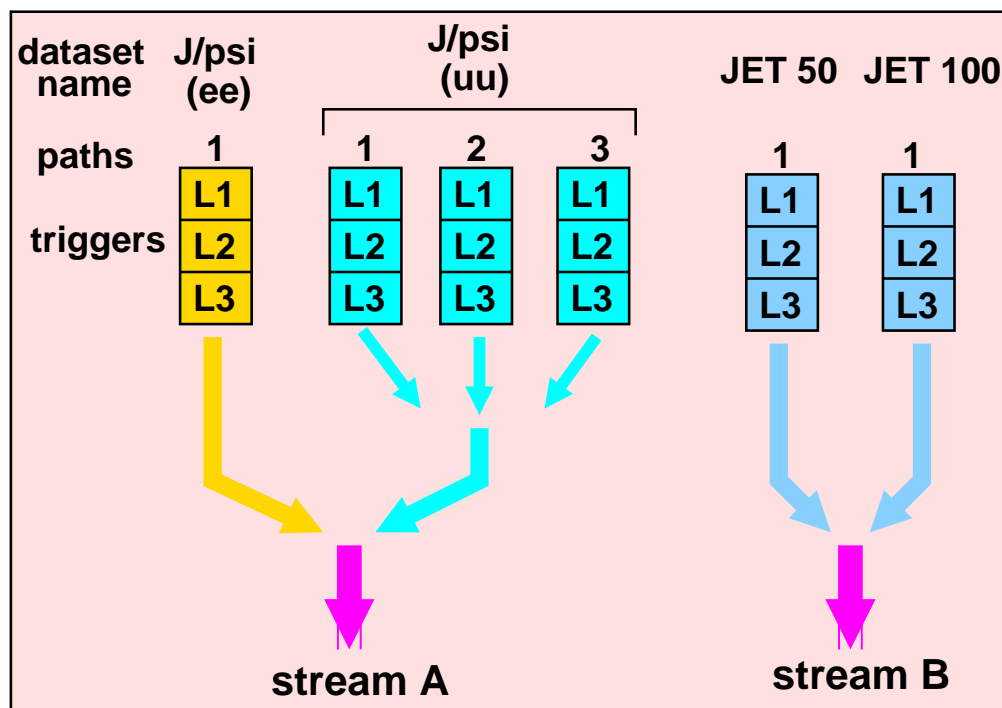 dataset name
J/psi (ee)
J/psi (uu)
JET 50
JET 100
paths
1
1
2
3
1
1
triggers
L1
L1
L1
L1
L1
L1
L2
L2
L2
L2
L2
L2
L3
L3
L3
L3
L3
L3
stream A
stream B